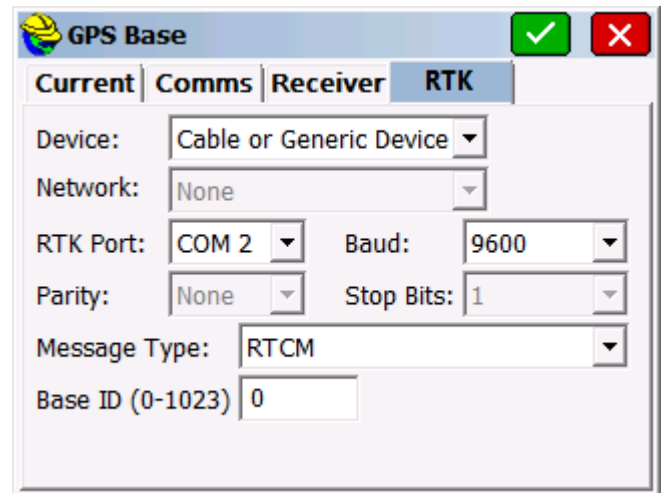 GPS Base
Current Comms Receiver RTK
Device: Cable or Generic Device
Network: None
RTK Port: COM 2 Baud: 9600
Parity: None Stop Bits: 1
Message Type: RTCM
Base ID (0-1023) 0